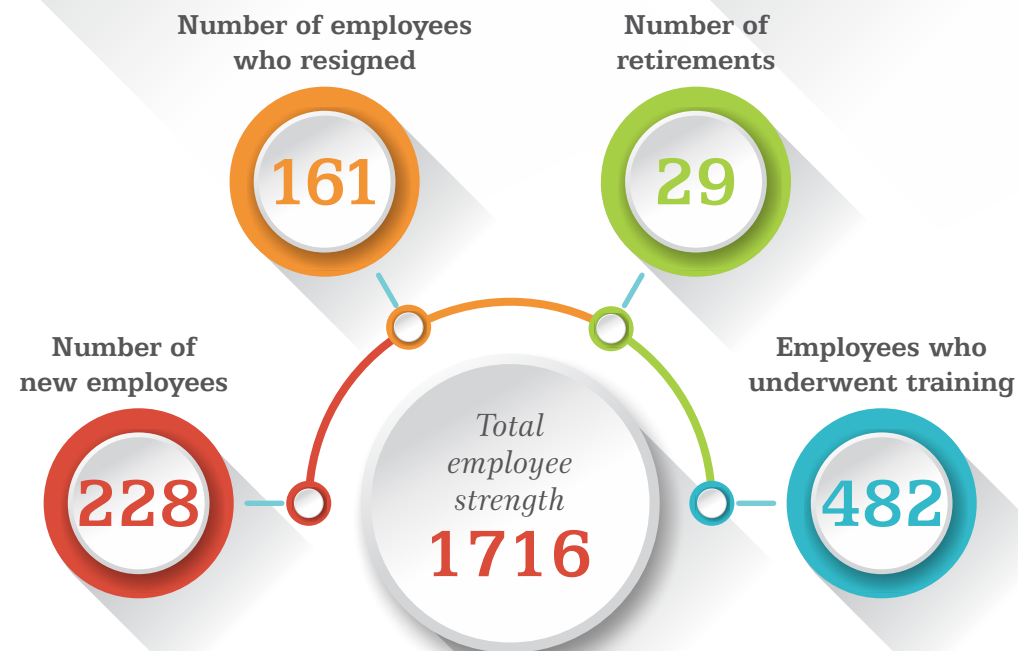 Number of employees
who resigned
161
Number of
retirements
29
Number of
new employees
228
Total
employee
strength
1716
Employees who
underwent training
482